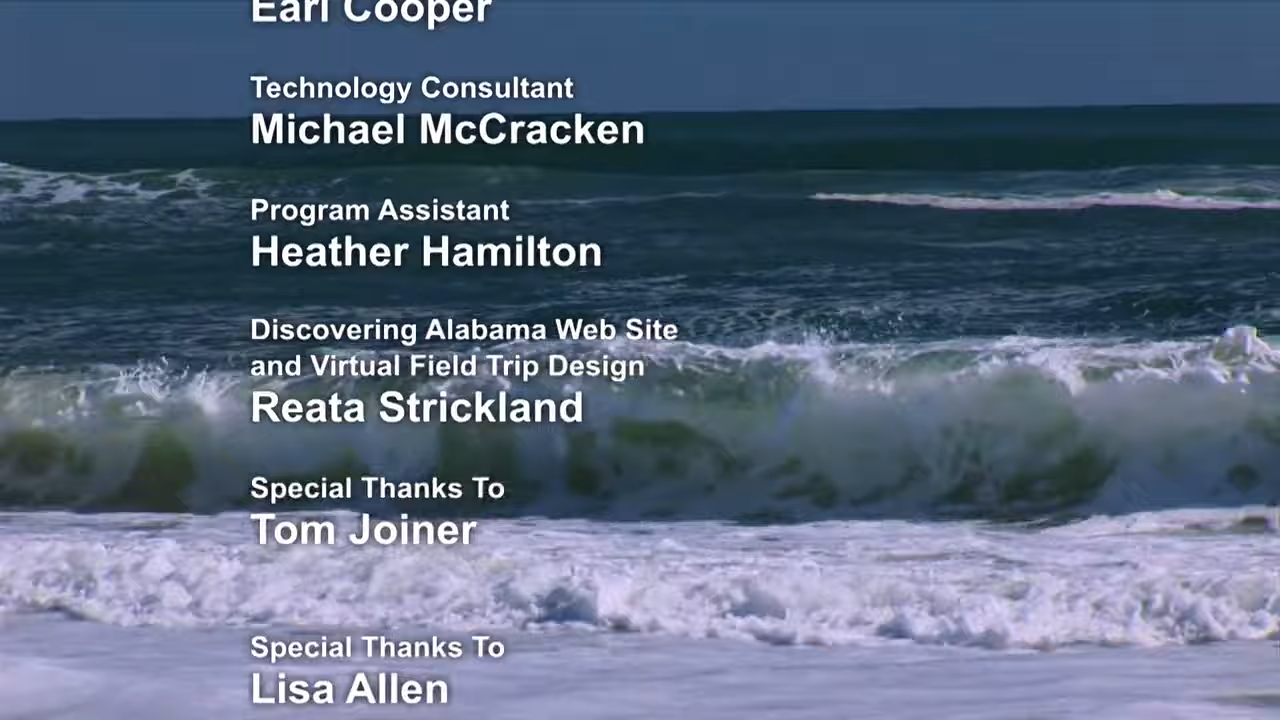 Earl Cooper
Technology Consultant
Michael McCracken
Program Assistant
Heather Hamilton
Discovering Alabama Web Site
and Virtual Field Trip Design
Reata Strickland
Special Thanks To
Tom Joiner
Special Thanks To
Lisa Allen